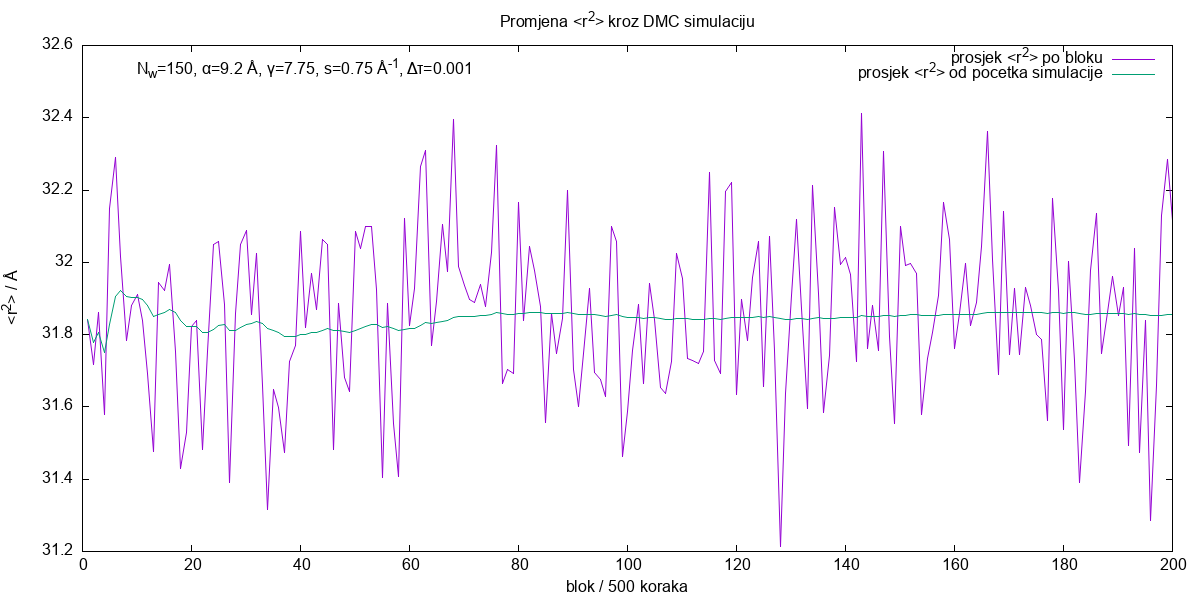 Promjena <r²> kroz DMC simulaciju
N_w=150, α=9.2 Å, γ=7.75, s=0.75 Å⁻¹, Δτ=0.001
prosjek <r²> po bloku
prosjek <r²> od pocetka simulacije
<r²> / Å
32.6
32.4
32.2
32
31.8
31.6
31.4
31.2
0 20 40 60 80 100 120 140 160 180 200
blok / 500 koraka